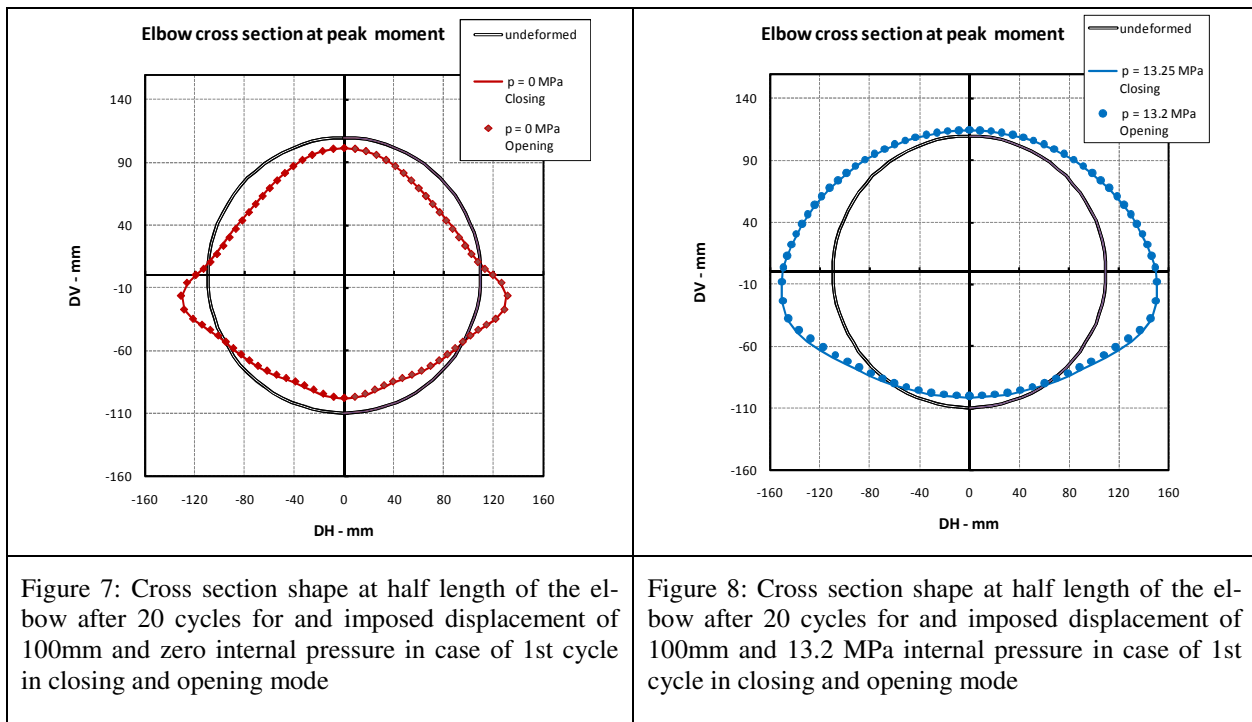 Elbow cross section at peak moment
undeformed
p = 0 MPa
Closing
p = 0 MPa
Opening
140
90
40
-10
-60
-110
-160
DV - mm
-160 -120 -80 -40 0 40 80 120 160
DH - mm
Elbow cross section at peak moment
undeformed
p = 13.25 MPa
Closing
p = 13.2 MPa
Opening
140
90
40
-10
-60
-110
-160
DV - mm
-160 -120 -80 -40 0 40 80 120 160
DH - mm
Figure 7: Cross section shape at half length of the el-
bow after 20 cycles for and imposed displacement of
100mm and zero internal pressure in case of 1st cycle
in closing and opening mode
Figure 8: Cross section shape at half length of the el-
bow after 20 cycles for and imposed displacement of
100mm and 13.2 MPa internal pressure in case of 1st
cycle in closing and opening mode